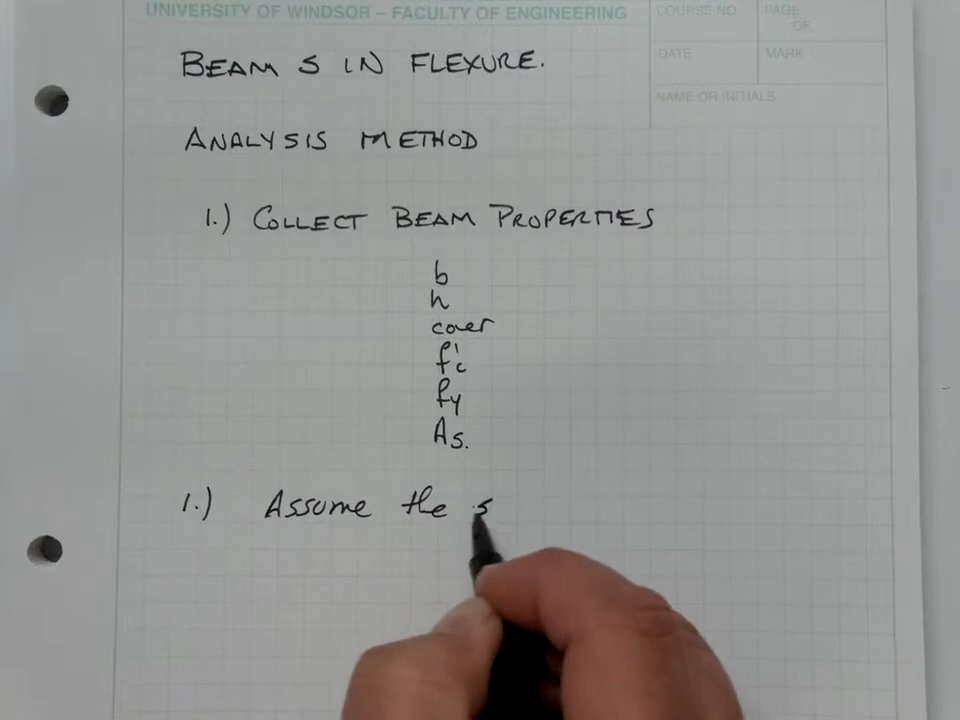 UNIVERSITY OF WINDSOR – FACULTY OF ENGINEERING
COURSE NO.
PAGE
OF
DATE
MARK
NAME OR INITIALS
BEAM S IN FLEXURE.
ANALYSIS METHOD
1.) COLLECT BEAM PROPERTIES
b
h
cover
f'c
fy
As.
1.) Assume the s